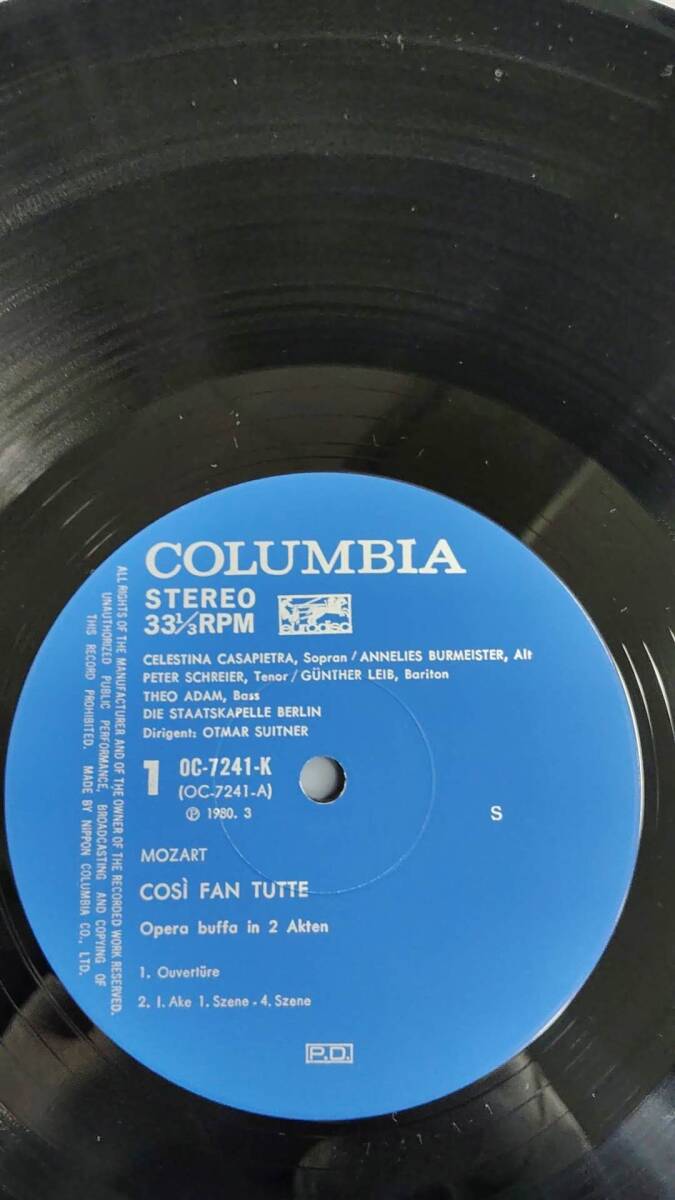 COLUMBIA
STEREO
33⅓RPM
eurodisc
CELESTINA CASAPIETRA, Sopran / ANNELIES BURMEISTER, Alt
PETER SCHREIER, Tenor / GÜNTHER LEIB, Bariton
THEO ADAM, Bass
DIE STAATSKAPELLE BERLIN
Dirigent: OTMAR SUITNER
1 OC-7241-K
(OC-7241-A)
Ⓟ 1980. 3
S
MOZART
COSÌ FAN TUTTE
Opera buffa in 2 Akten
1. Ouvertüre
2. I. Ake 1. Szene - 4. Szene
P.D.
ALL RIGHTS OF THE MANUFACTURER AND OF THE OWNER OF THE RECORDED WORK RESERVED.
UNAUTHORIZED PUBLIC PERFORMANCE, BROADCASTING AND COPYING OF
THIS RECORD PROHIBITED. MADE BY NIPPON COLUMBIA CO., LTD.